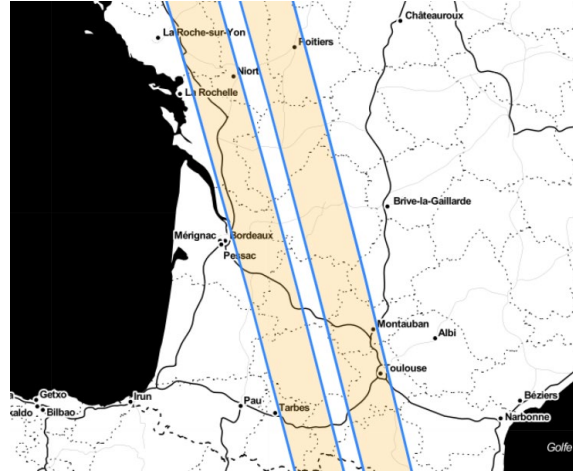 Châteauroux
La Roche-sur-Yon
Poitiers
Niort
La Rochelle
Brive-la-Gaillarde
Mérignac
Bordeaux
Pessac
Montauban
Albi
Toulouse
Getxo
Irun
Béziers
Pau
Bilbao
Tarbes
Narbonne
Golfe